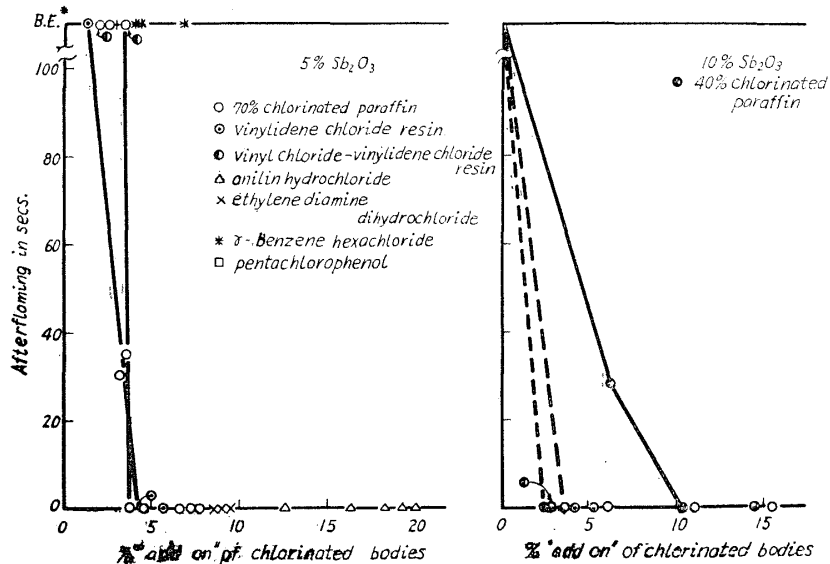 B.E.*
100
80
60
40
20
0
Afterflaming in secs.
5% Sb2O3
70% chlorinated paraffin
vinylidene chloride resin
vinyl chloride-vinylidene chloride
resin
anilin hydrochloride
ethylene diamine
dihydrochloride
γ-Benzene hexachloride
pentachlorophenol
0 5 10 15 20
% "add on" of chlorinated bodies
10% Sb2O3
40% chlorinated
paraffin
0 5 10 15
% "add on" of chlorinated bodies